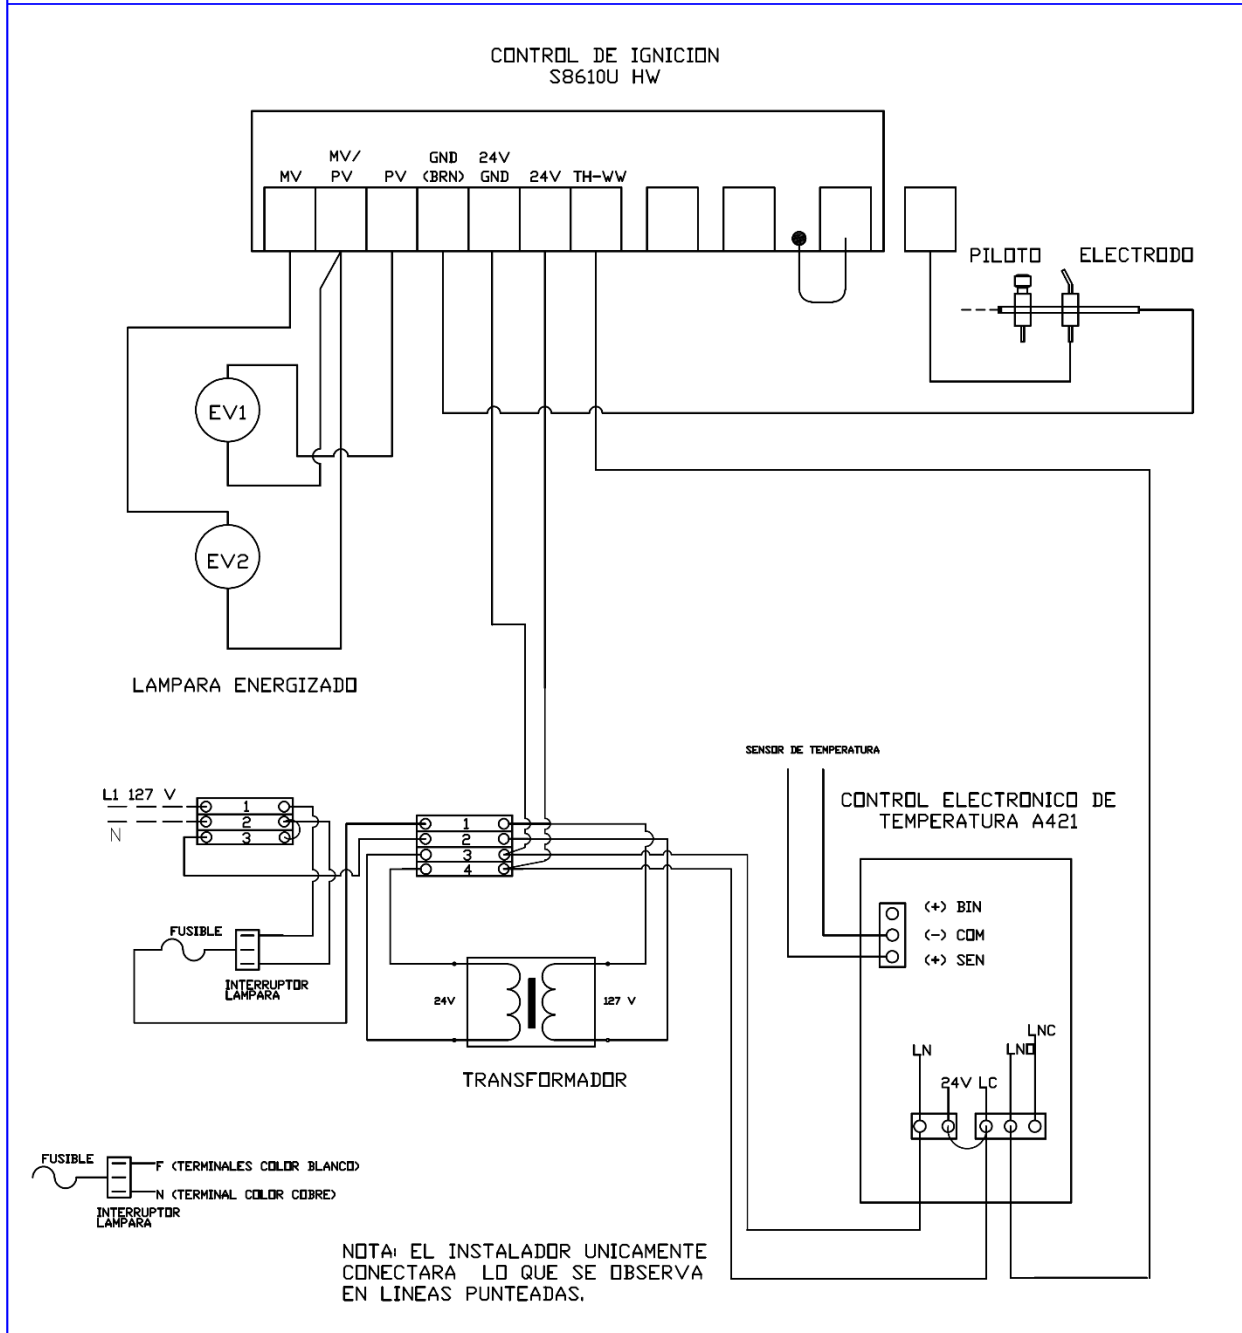 CONTROL DE IGNICION
S8610U HW
MV
MV/
PV
PV
GND
(BRN)
24V
GND
24V
TH-WW
PILOTO
ELECTRODO
EV1
EV2
LAMPARA ENERGIZADO
L1 127 V
N
1
2
3
1
2
3
4
FUSIBLE
INTERRUPTOR
LAMPARA
24V
127 V
TRANSFORMADOR
SENSOR DE TEMPERATURA
CONTROL ELECTRONICO DE
TEMPERATURA A421
(+) BIN
(-) COM
(+) SEN
LN
24V
LC
LNO
LNC
FUSIBLE
F (TERMINALES COLOR BLANCO)
N (TERMINAL COLOR COBRE)
INTERRUPTOR
LAMPARA
NOTA: EL INSTALADOR UNICAMENTE
CONECTARA LO QUE SE OBSERVA
EN LINEAS PUNTEADAS.